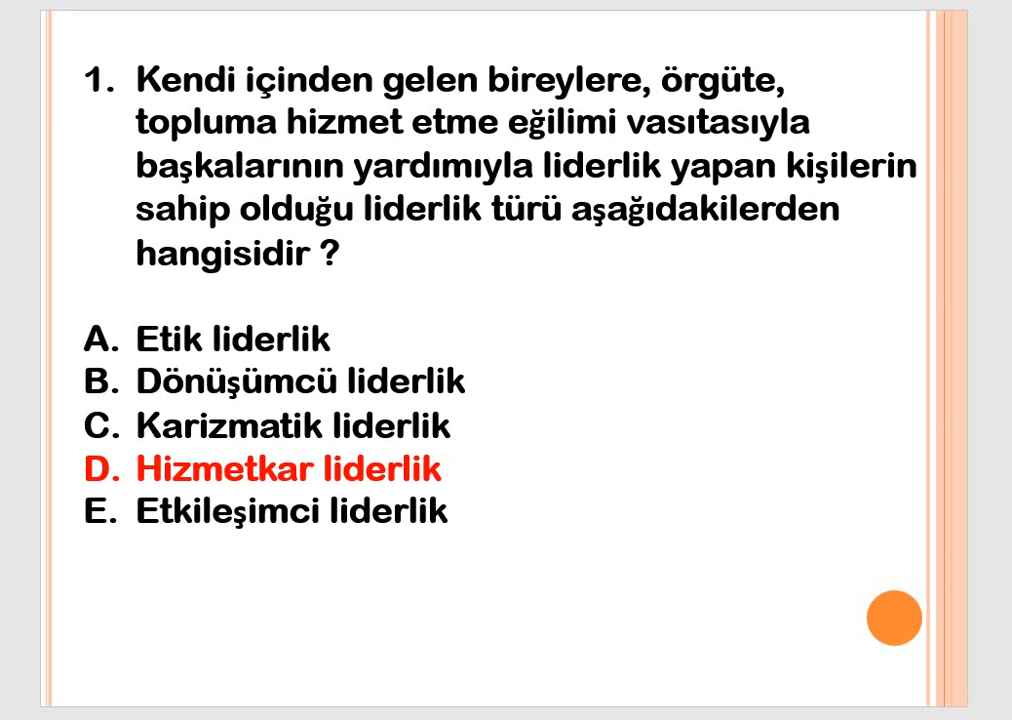 1. Kendi içinden gelen bireylere, örgüte,
topluma hizmet etme eğilimi vasıtasıyla
başkalarının yardımıyla liderlik yapan kişilerin
sahip olduğu liderlik türü aşağıdakilerden
hangisidir ?
A. Etik liderlik
B. Dönüşümcü liderlik
C. Karizmatik liderlik
D. Hizmetkar liderlik
E. Etkileşimci liderlik